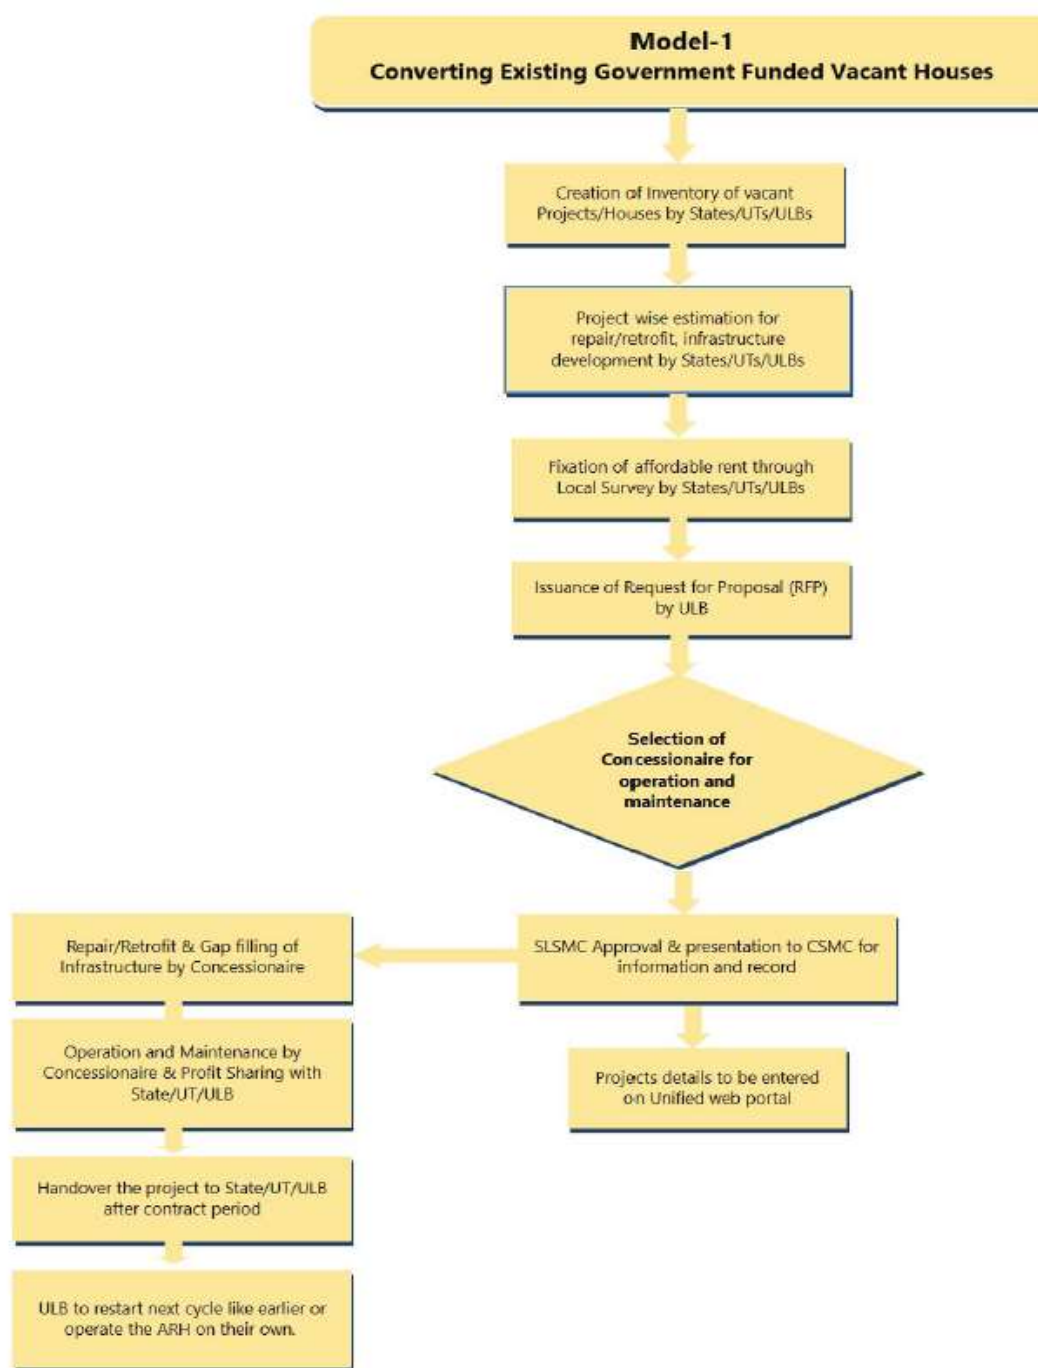 Model-1
Converting Existing Government Funded Vacant Houses
Creation of Inventory of vacant
Projects/Houses by States/UTs/ULBs
Project wise estimation for
repair/retrofit, infrastructure
development by States/UTs/ULBs
Fixation of affordable rent through
Local Survey by States/UTs/ULBs
Issuance of Request for Proposal (RFP)
by ULB
Selection of
Concessionaire for
operation and
maintenance
SLSMC Approval & presentation to CSMC for
information and record
Projects details to be entered
on Unified web portal
Repair/Retrofit & Gap filling of
Infrastructure by Concessionaire
Operation and Maintenance by
Concessionaire & Profit Sharing with
State/UT/ULB
Handover the project to State/UT/ULB
after contract period
ULB to restart next cycle like earlier or
operate the ARH on their own.